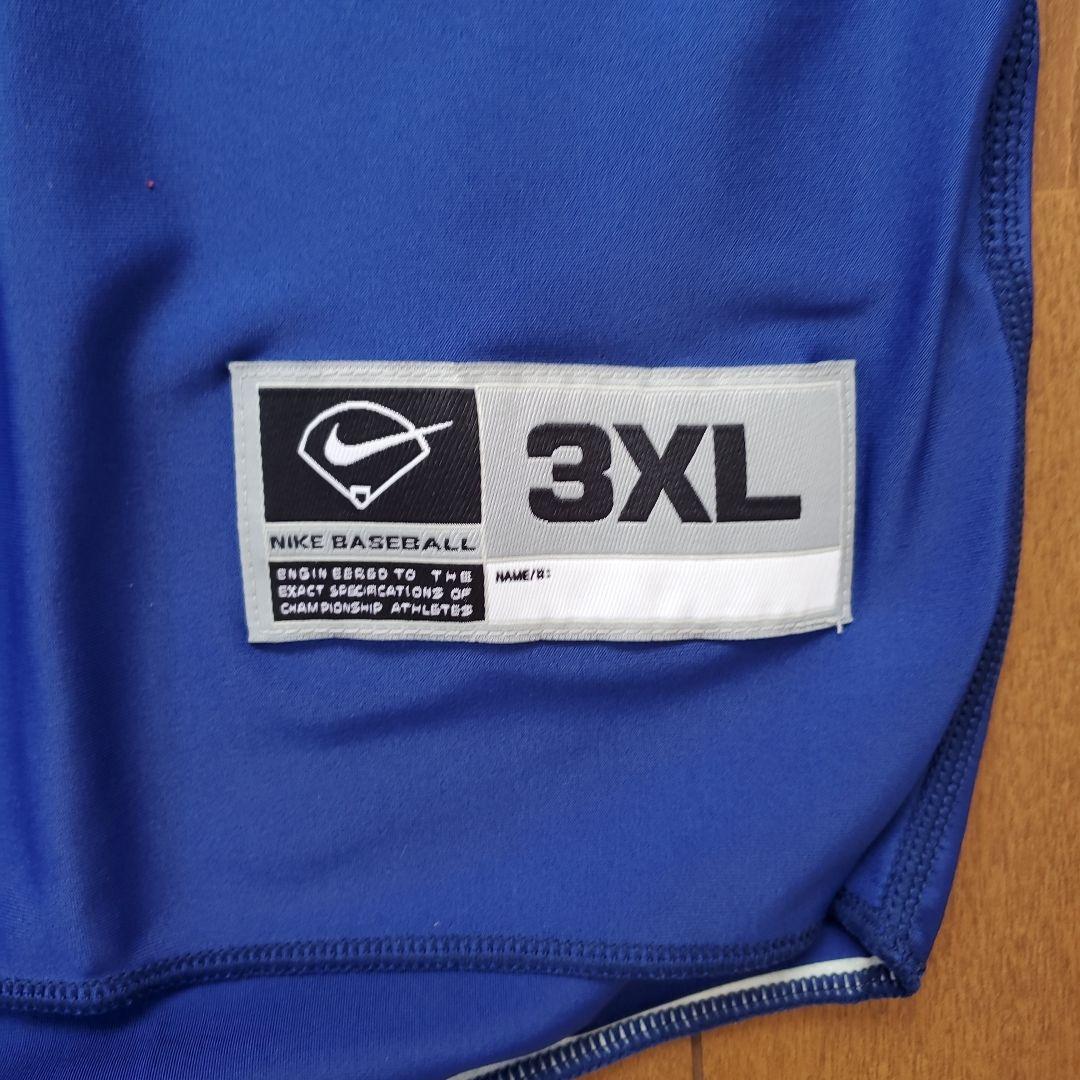 3XL
NIKE BASEBALL
ENGINEERED TO THE
EXACT SPECIFICATIONS OF
CHAMPIONSHIP ATHLETES
NAME/#: